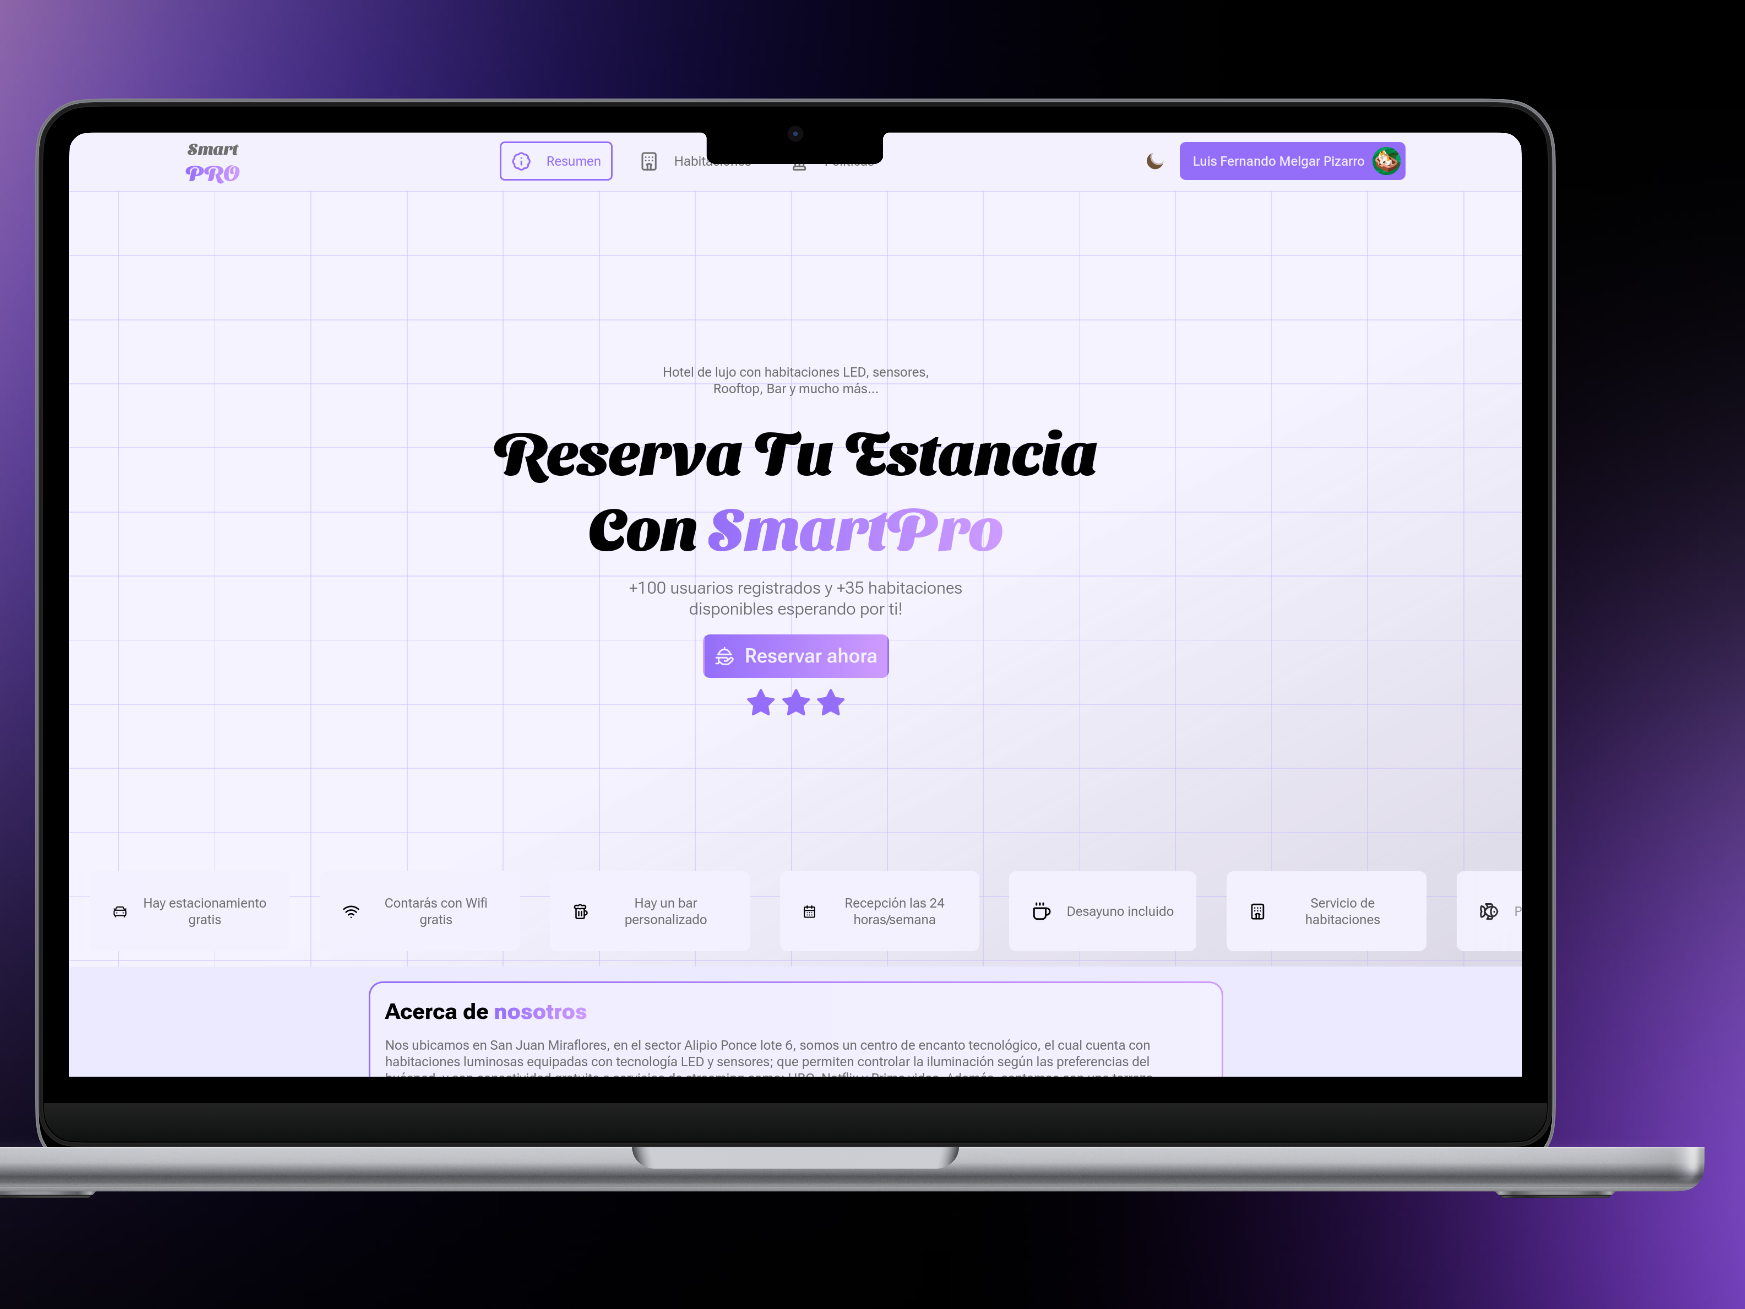 Smart
PRO
Resumen
Luis Fernando Melgar Pizarro
Hotel de lujo con habitaciones LED, sensores,
Rooftop, Bar y mucho más...
Reserva Tu Estancia
Con SmartPro
+100 usuarios registrados y +35 habitaciones
disponibles esperando por ti!
Reservar ahora
Hay estacionamiento
gratis
Contarás con Wifi
gratis
Hay un bar
personalizado
Recepción las 24
horas/semana
Desayuno incluido
Servicio de
habitaciones
Acerca de nosotros
Nos ubicamos en San Juan Miraflores, en el sector Alipio Ponce lote 6, somos un centro de encanto tecnológico, el cual cuenta con
habitaciones luminosas equipadas con tecnología LED y sensores; que permiten controlar la iluminación según las preferencias del